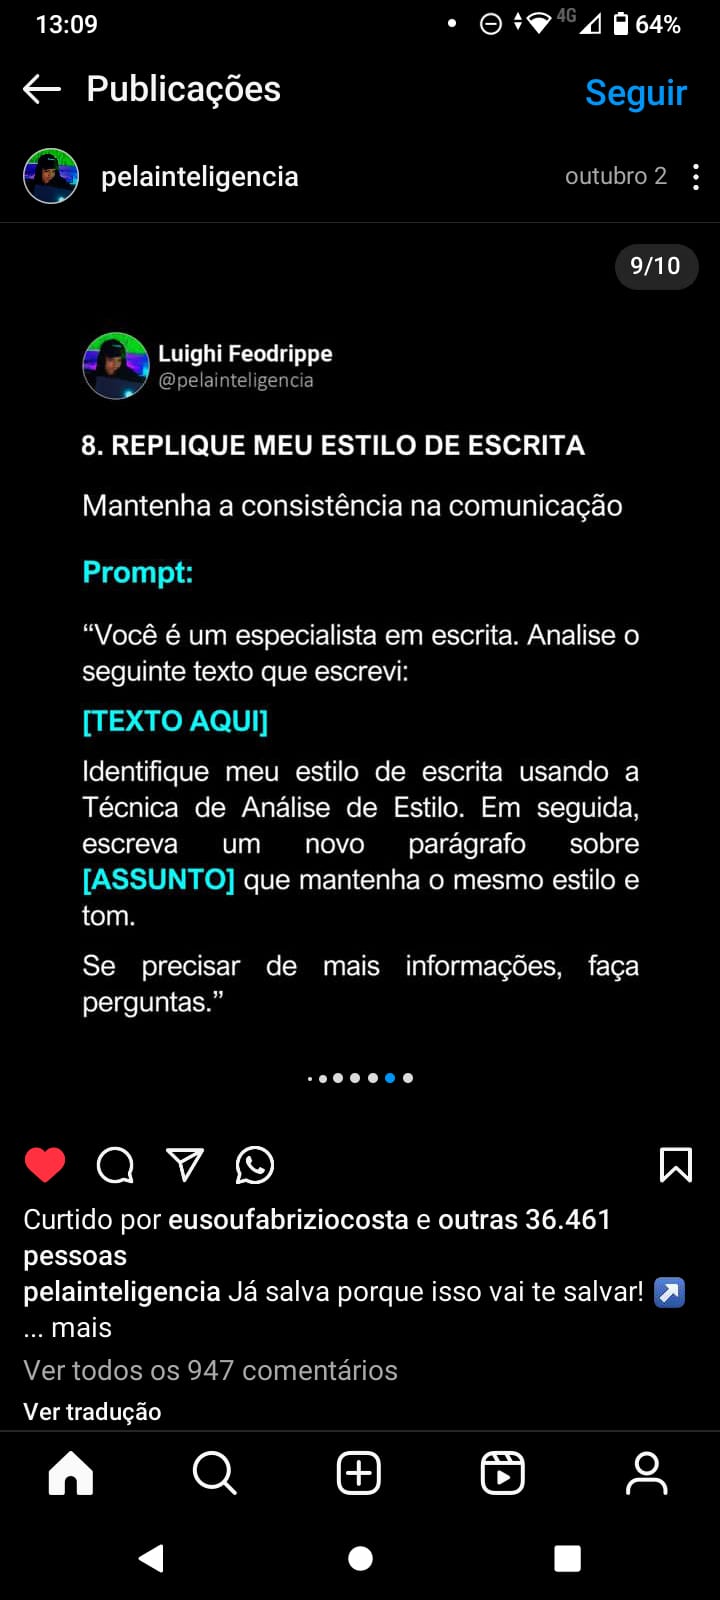 13:09
4G 64%
Publicações
Seguir
pelainteligencia
outubro 2
9/10
Luighi Feodrippe
@pelainteligencia
8. REPLIQUE MEU ESTILO DE ESCRITA
Mantenha a consistência na comunicação
Prompt:
“Você é um especialista em escrita. Analise o
seguinte texto que escrevi:
[TEXTO AQUI]
Identifique meu estilo de escrita usando a
Técnica de Análise de Estilo. Em seguida,
escreva um novo parágrafo sobre
[ASSUNTO] que mantenha o mesmo estilo e
tom.
Se precisar de mais informações, faça
perguntas.”
Curtido por eusoufabriziocosta e outras 36.461
pessoas
pelainteligencia Já salva porque isso vai te salvar! ↗️
... mais
Ver todos os 947 comentários
Ver tradução